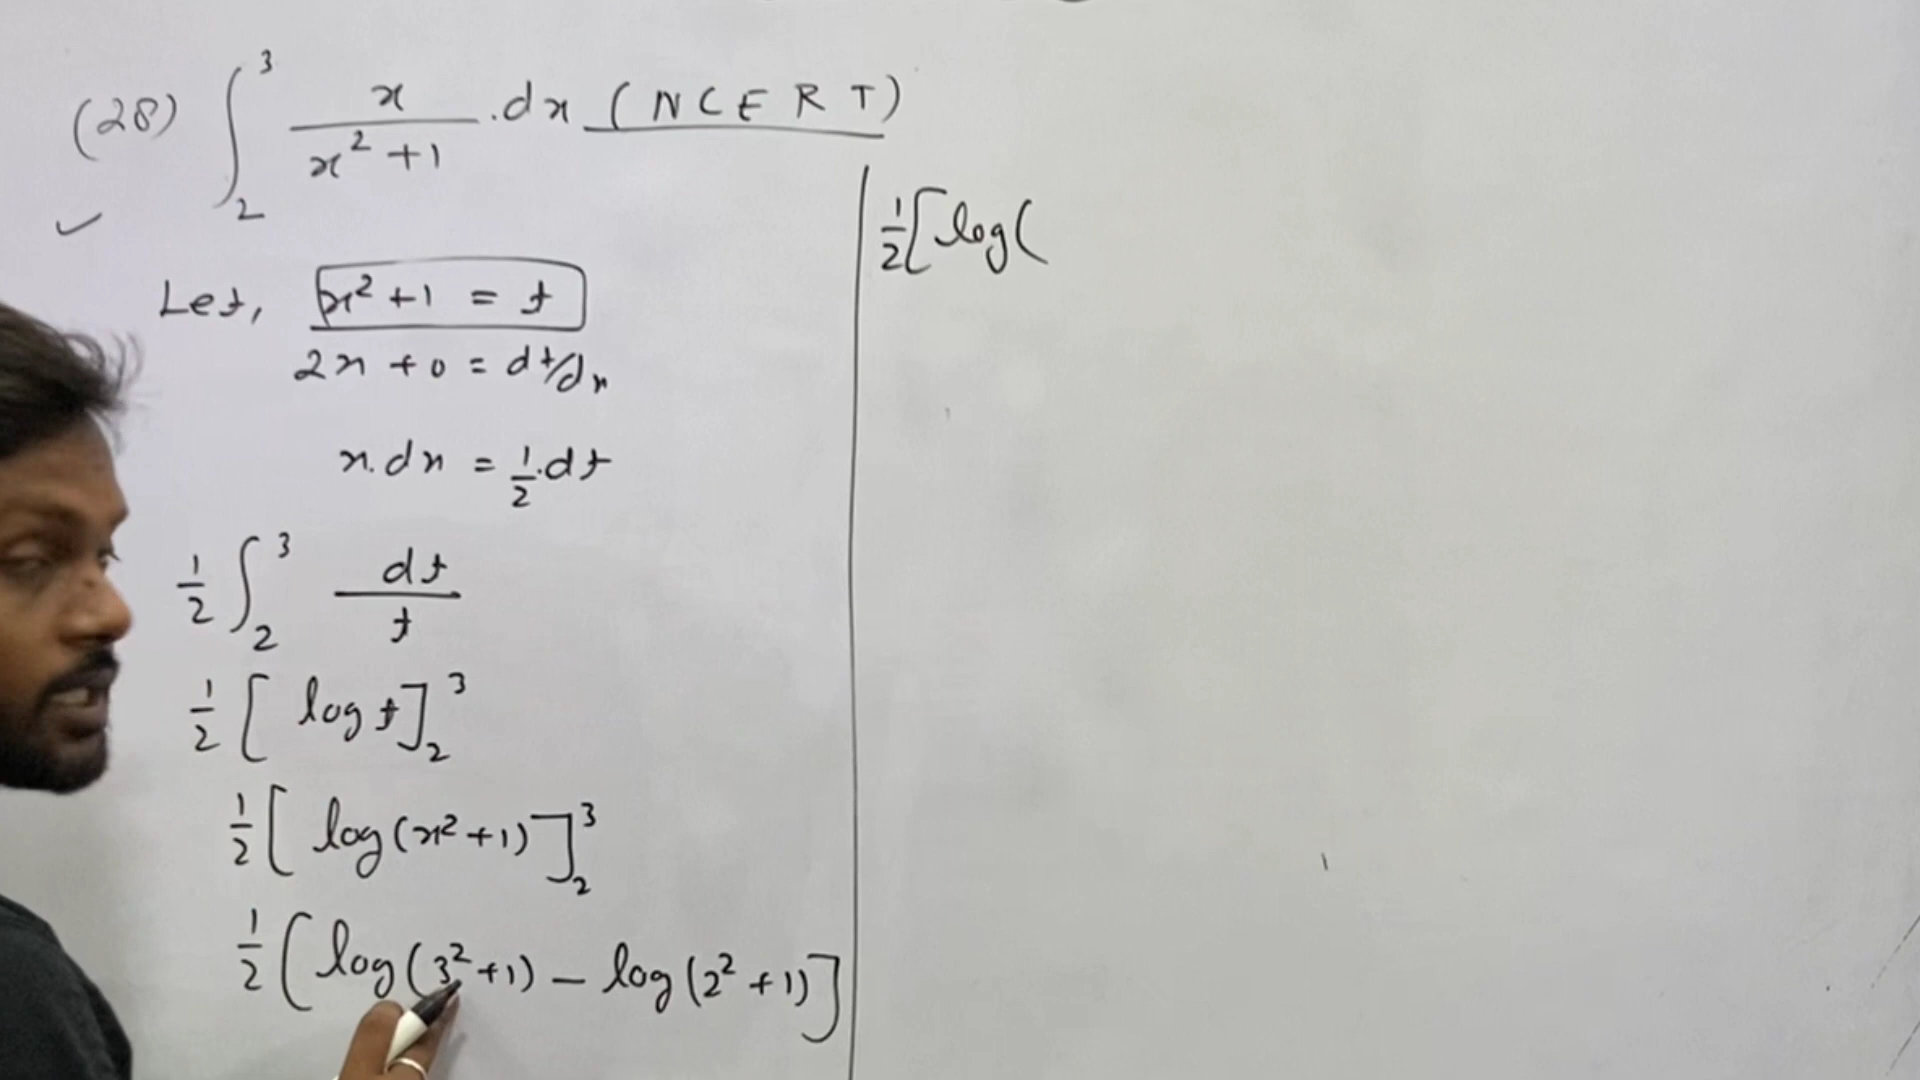 (28) ∫₂³ x/(x²+1) .dx (NCERT)
Let, x²+1 = t
2x + 0 = dt/dx
x.dx = 1/2.dt
1/2 ∫₂³ dt/t
1/2 [log t]₂³
1/2 [log(x²+1)]₂³
1/2 [log(3²+1) – log(2²+1)]
1/2 [log(